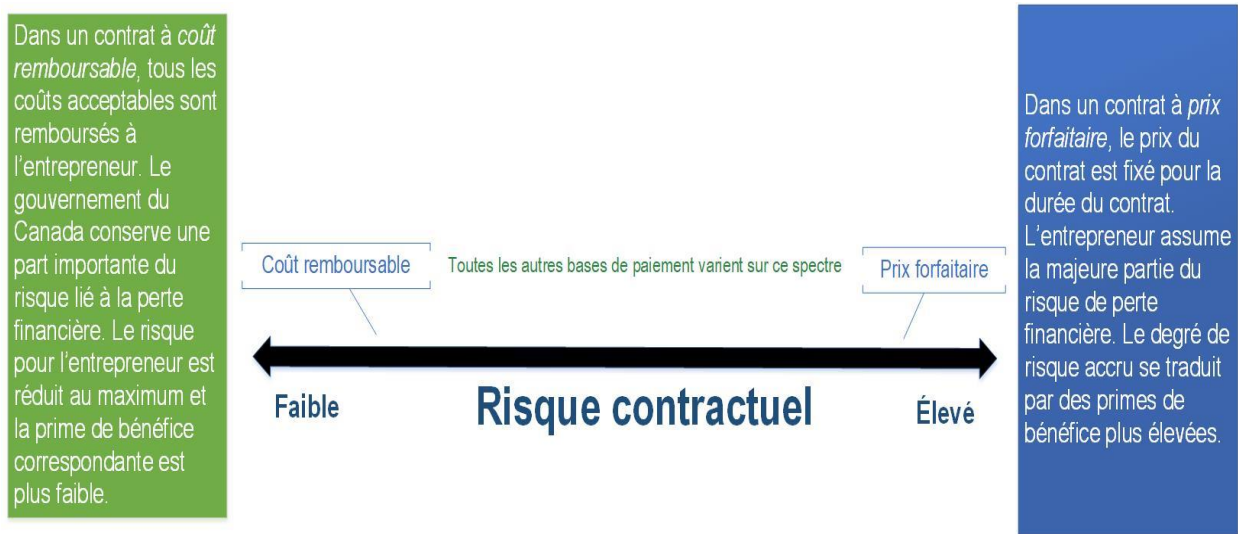 Dans un contrat à coût
remboursable, tous les
coûts acceptables sont
remboursés à
l'entrepreneur. Le
gouvernement du
Canada conserve une
part importante du
risque lié à la perte
financière. Le risque
pour l'entrepreneur est
réduit au maximum et
la prime de bénéfice
correspondante est
plus faible.
Coût remboursable
Toutes les autres bases de paiement varient sur ce spectre
Prix forfaitaire
Faible
Risque contractuel
Élevé
Dans un contrat à prix
forfaitaire, le prix du
contrat est fixé pour la
durée du contrat.
L'entrepreneur assume
la majeure partie du
risque de perte
financière. Le degré de
risque accru se traduit
par des primes de
bénéfice plus élevées.